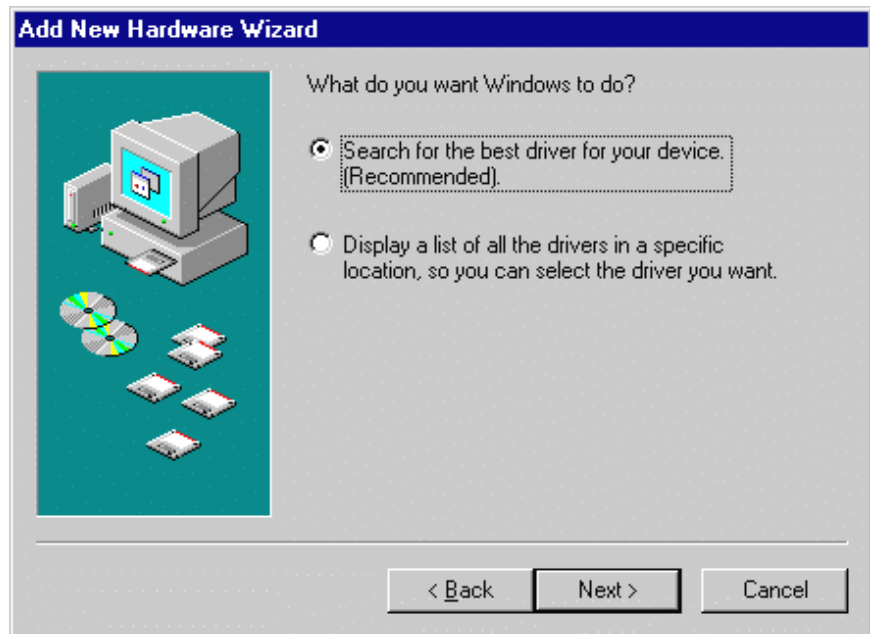 Add New Hardware Wizard
What do you want Windows to do?
Search for the best driver for your device.
(Recommended).
Display a list of all the drivers in a specific
location, so you can select the driver you want.
< Back
Next >
Cancel